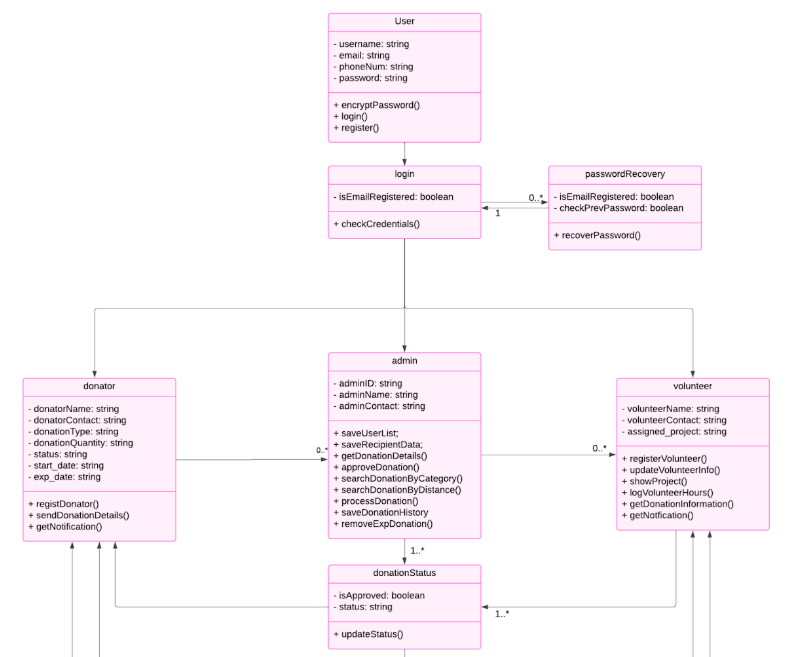 User
- username: string
- email: string
- phoneNum: string
- password: string
+ encryptPassword()
+ login()
+ register()
login
- isEmailRegistered: boolean
+ checkCredentials()
0..*
1
passwordRecovery
- isEmailRegistered: boolean
- checkPrevPassword: boolean
+ recoverPassword()
donator
- donatorName: string
- donatorContact: string
- donationType: string
- donationQuantity: string
- status: string
- start_date: string
- exp_date: string
+ registDonator()
+ sendDonationDetails()
+ getNotification()
0..*
admin
- adminID: string
- adminName: string
- adminContact: string
+ saveUserList;
+ saveRecipientData;
+ getDonationDetails()
+ approveDonation()
+ searchDonationByCategory()
+ searchDonationByDistance()
+ processDonation()
+ saveDonationHistory
+ removeExpDonation()
0..*
volunteer
- volunteerName: string
- volunteerContact: string
- assigned_project: string
+ registerVolunteer()
+ updateVolunteerInfo()
+ showProject()
+ logVolunteerHours()
+ getDonationInformation()
+ getNotfication()
1..*
donationStatus
- isApproved: boolean
- status: string
+ updateStatus()
1..*